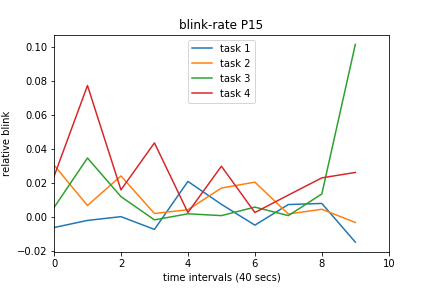 blink-rate P15
relative blink
0.10
0.08
0.06
0.04
0.02
0.00
−0.02
task 1
task 2
task 3
task 4
0 2 4 6 8 10
time intervals (40 secs)